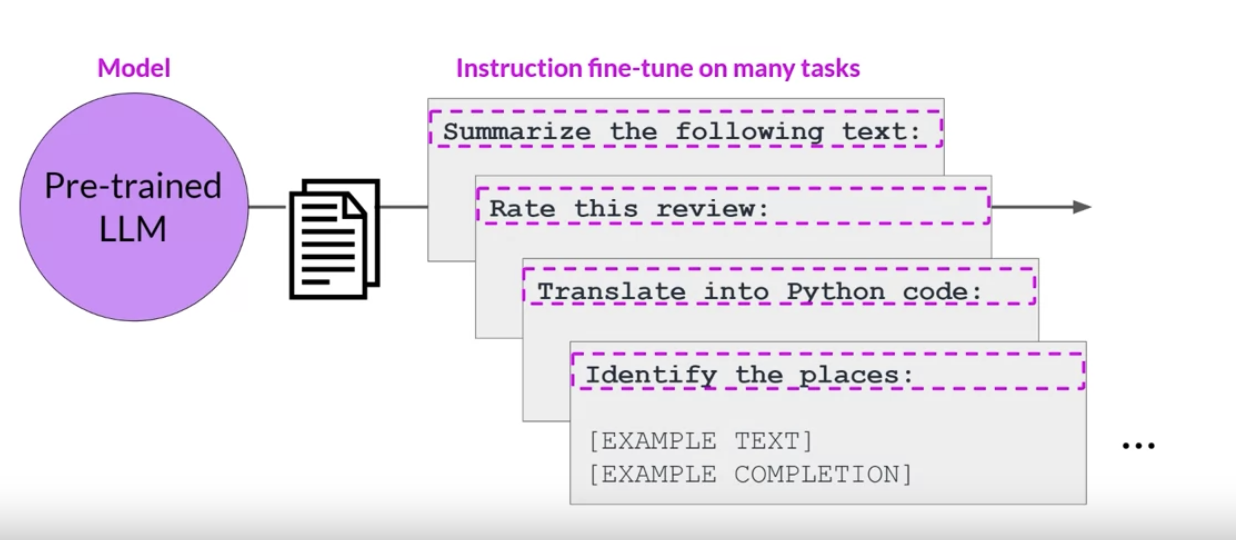 Model
Instruction fine-tune on many tasks
Pre-trained
LLM
Summarize the following text:
Rate this review:
Translate into Python code:
Identify the places:
[EXAMPLE TEXT]
[EXAMPLE COMPLETION]
...